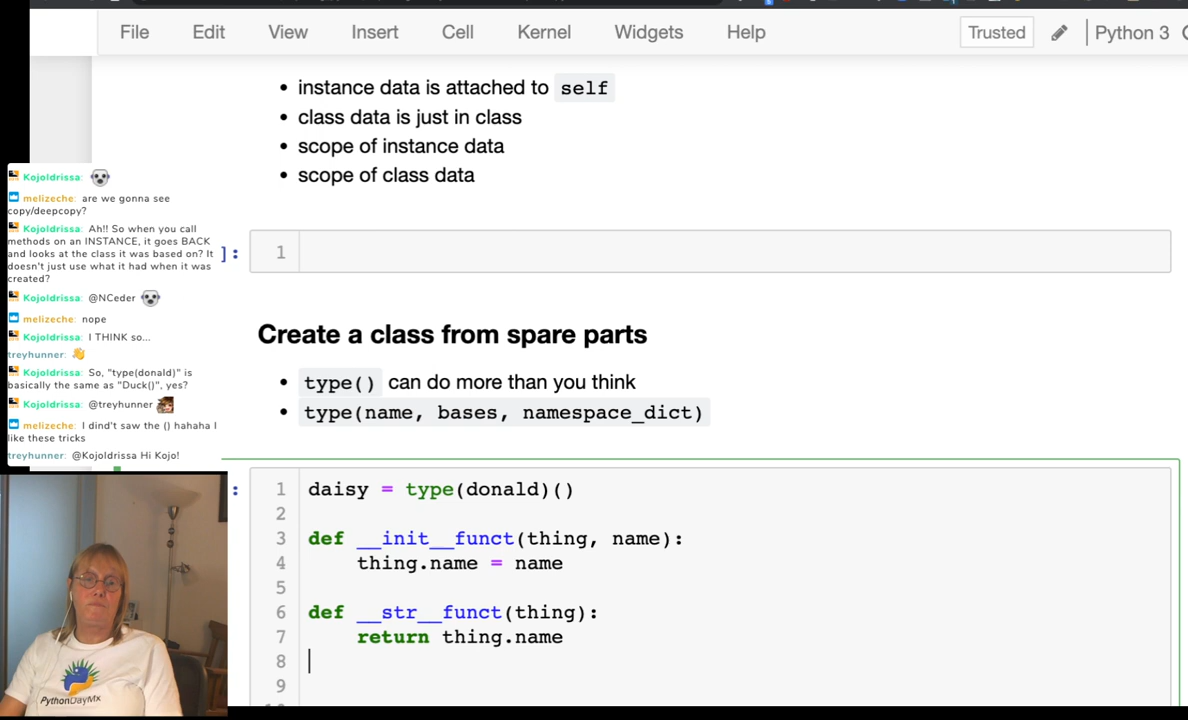 File Edit View Insert Cell Kernel Widgets Help Trusted Python 3
• instance data is attached to self
• class data is just in class
• scope of instance data
• scope of class data
Kojoldrissa:
melizeche: are we gonna see
copy/deepcopy?
Kojoldrissa: Ah!! So when you call
methods on an INSTANCE, it goes BACK
and looks at the class it was based on? It
doesn't just use what it had when it was
created?
Kojoldrissa: @NCeder
melizeche: nope
Kojoldrissa: I THINK so...
treyhunner:
Kojoldrissa: So, "type(donald)" is
basically the same as "Duck()", yes?
Kojoldrissa: @treyhunner
melizeche: I dind't saw the () hahaha I
like these tricks
treyhunner: @Kojoldrissa Hi Kojo!
]:
1
Create a class from spare parts
• type() can do more than you think
• type(name, bases, namespace_dict)
:
1 daisy = type(donald)()
2
3 def __init__funct(thing, name):
4     thing.name = name
5
6 def __str__funct(thing):
7     return thing.name
8
9
PythonDayMx